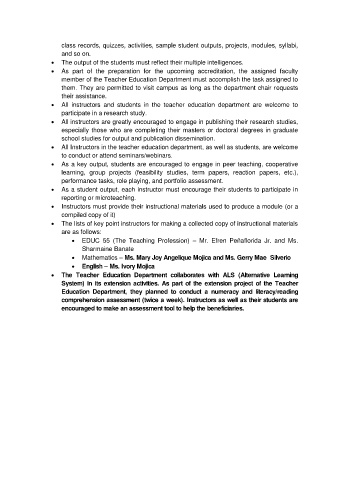 class records, quizzes, activities, sample student outputs, projects, modules, syllabi,
and so on.
• The output of the students must reflect their multiple intelligences.
• As part of the preparation for the upcoming accreditation, the assigned faculty
member of the Teacher Education Department must accomplish the task assigned to
them. They are permitted to visit campus as long as the department chair requests
their assistance.
• All instructors and students in the teacher education department are welcome to
participate in a research study.
• All instructors are greatly encouraged to engage in publishing their research studies,
especially those who are completing their masters or doctoral degrees in graduate
school studies for output and publication dissemination.
• All Instructors in the teacher education department, as well as students, are welcome
to conduct or attend seminars/webinars.
• As a key output, students are encouraged to engage in peer teaching, cooperative
learning, group projects (feasibility studies, term papers, reaction papers, etc.),
performance tasks, role playing, and portfolio assessment.
• As a student output, each instructor must encourage their students to participate in
reporting or microteaching.
• Instructors must provide their instructional materials used to produce a module (or a
compiled copy of it)
• The lists of key point instructors for making a collected copy of instructional materials
are as follows:
• EDUC 55 (The Teaching Profession) – Mr. Efren Peñaflorida Jr. and Ms.
Sharmaine Banate
• Mathematics – Ms. Mary Joy Angelique Mojica and Ms. Gerry Mae Silverio
• English – Ms. Ivory Mojica
• The Teacher Education Department collaborates with ALS (Alternative Learning
System) in its extension activities. As part of the extension project of the Teacher
Education Department, they planned to conduct a numeracy and literacy/reading
comprehension assessment (twice a week). Instructors as well as their students are
encouraged to make an assessment tool to help the beneficiaries.